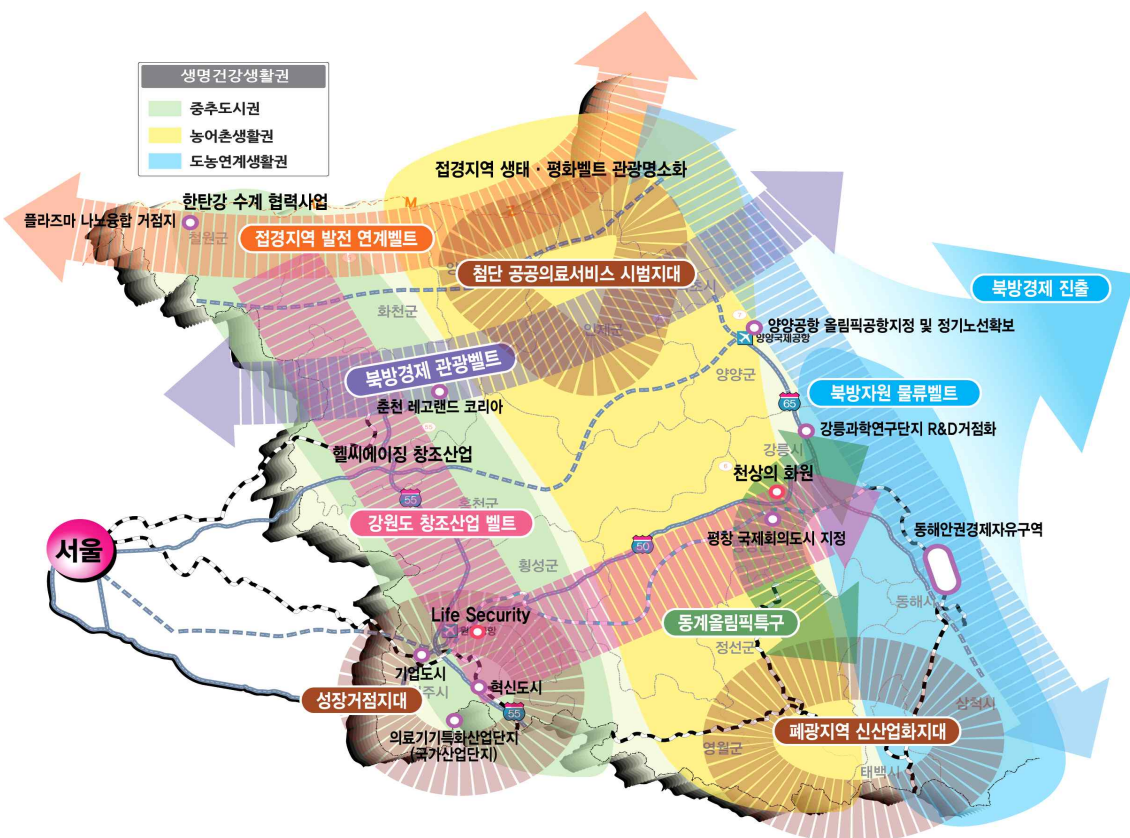 생명건강생활권
중추도시권
농어촌생활권
도농연계생활권
접경지역 생태 · 평화벨트 관광명소화
한탄강 수계 협력사업
플라즈마 나노융합 거점지
철원군
접경지역 발전 연계벨트
첨단 공공의료서비스 시범지대
북방경제 진출
화천군
인제군
양양공항 올림픽공항지정 및 정기노선확보
양양국제공항
북방경제 관광벨트
양양군
북방자원 물류벨트
춘천 레고랜드 코리아
65
강릉과학연구단지 R&D거점화
강릉시
헬씨에이징 창조산업
천상의 화원
55
홍천군
강원도 창조산업 벨트
평창 국제회의도시 지정
동해안권경제자유구역
서울
50
횡성군
동해시
Life Security
동계올림픽특구
정선군
기업도시
혁신도시
성장거점지대
55
삼척시
의료기기특화산업단지
(국가산업단지)
폐광지역 신산업화지대
영월군
태백시